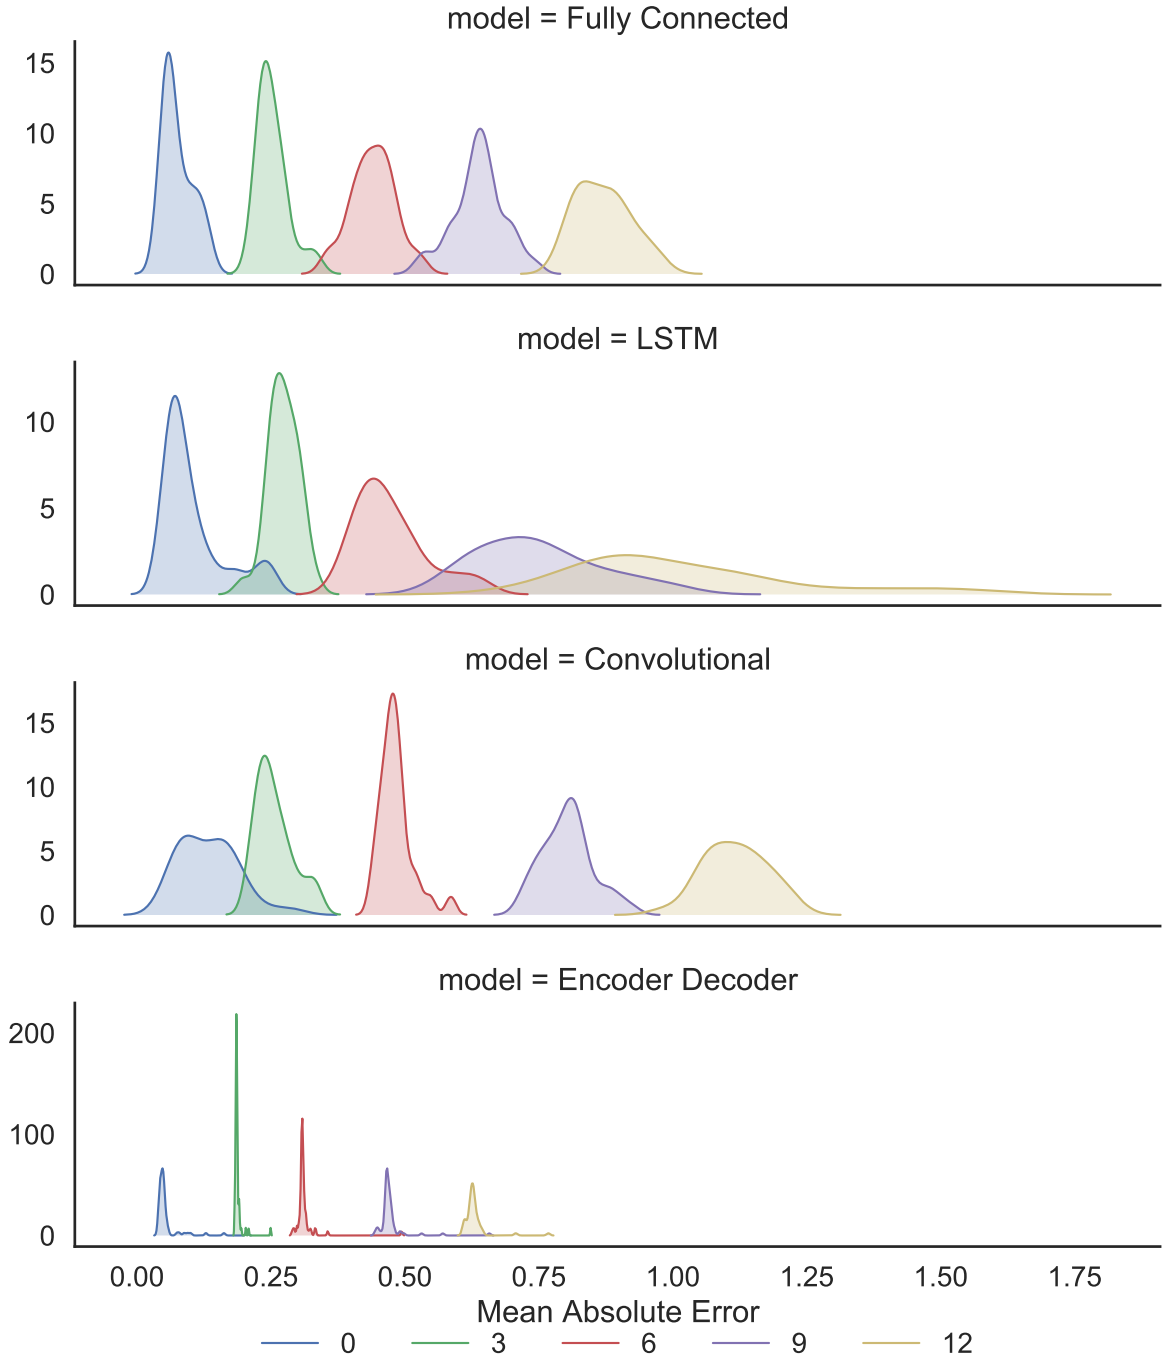 model = Fully Connected
15
10
5
0
model = LSTM
10
5
0
model = Convolutional
15
10
5
0
model = Encoder Decoder
200
100
0
0.00 0.25 0.50 0.75 1.00 1.25 1.50 1.75
Mean Absolute Error
0 3 6 9 12